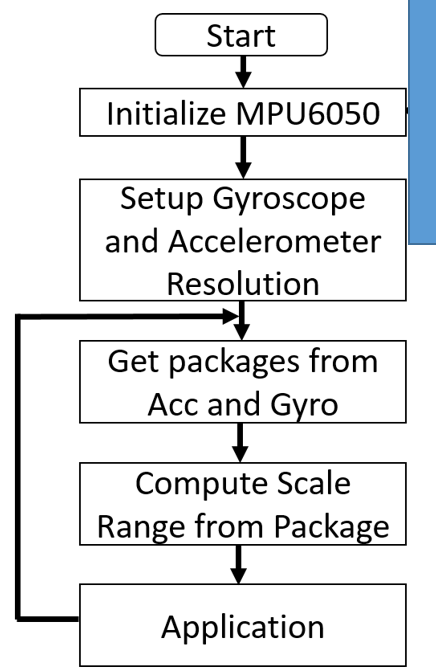 Start
Initialize MPU6050
Setup Gyroscope
and Accelerometer
Resolution
Get packages from
Acc and Gyro
Compute Scale
Range from Package
Application